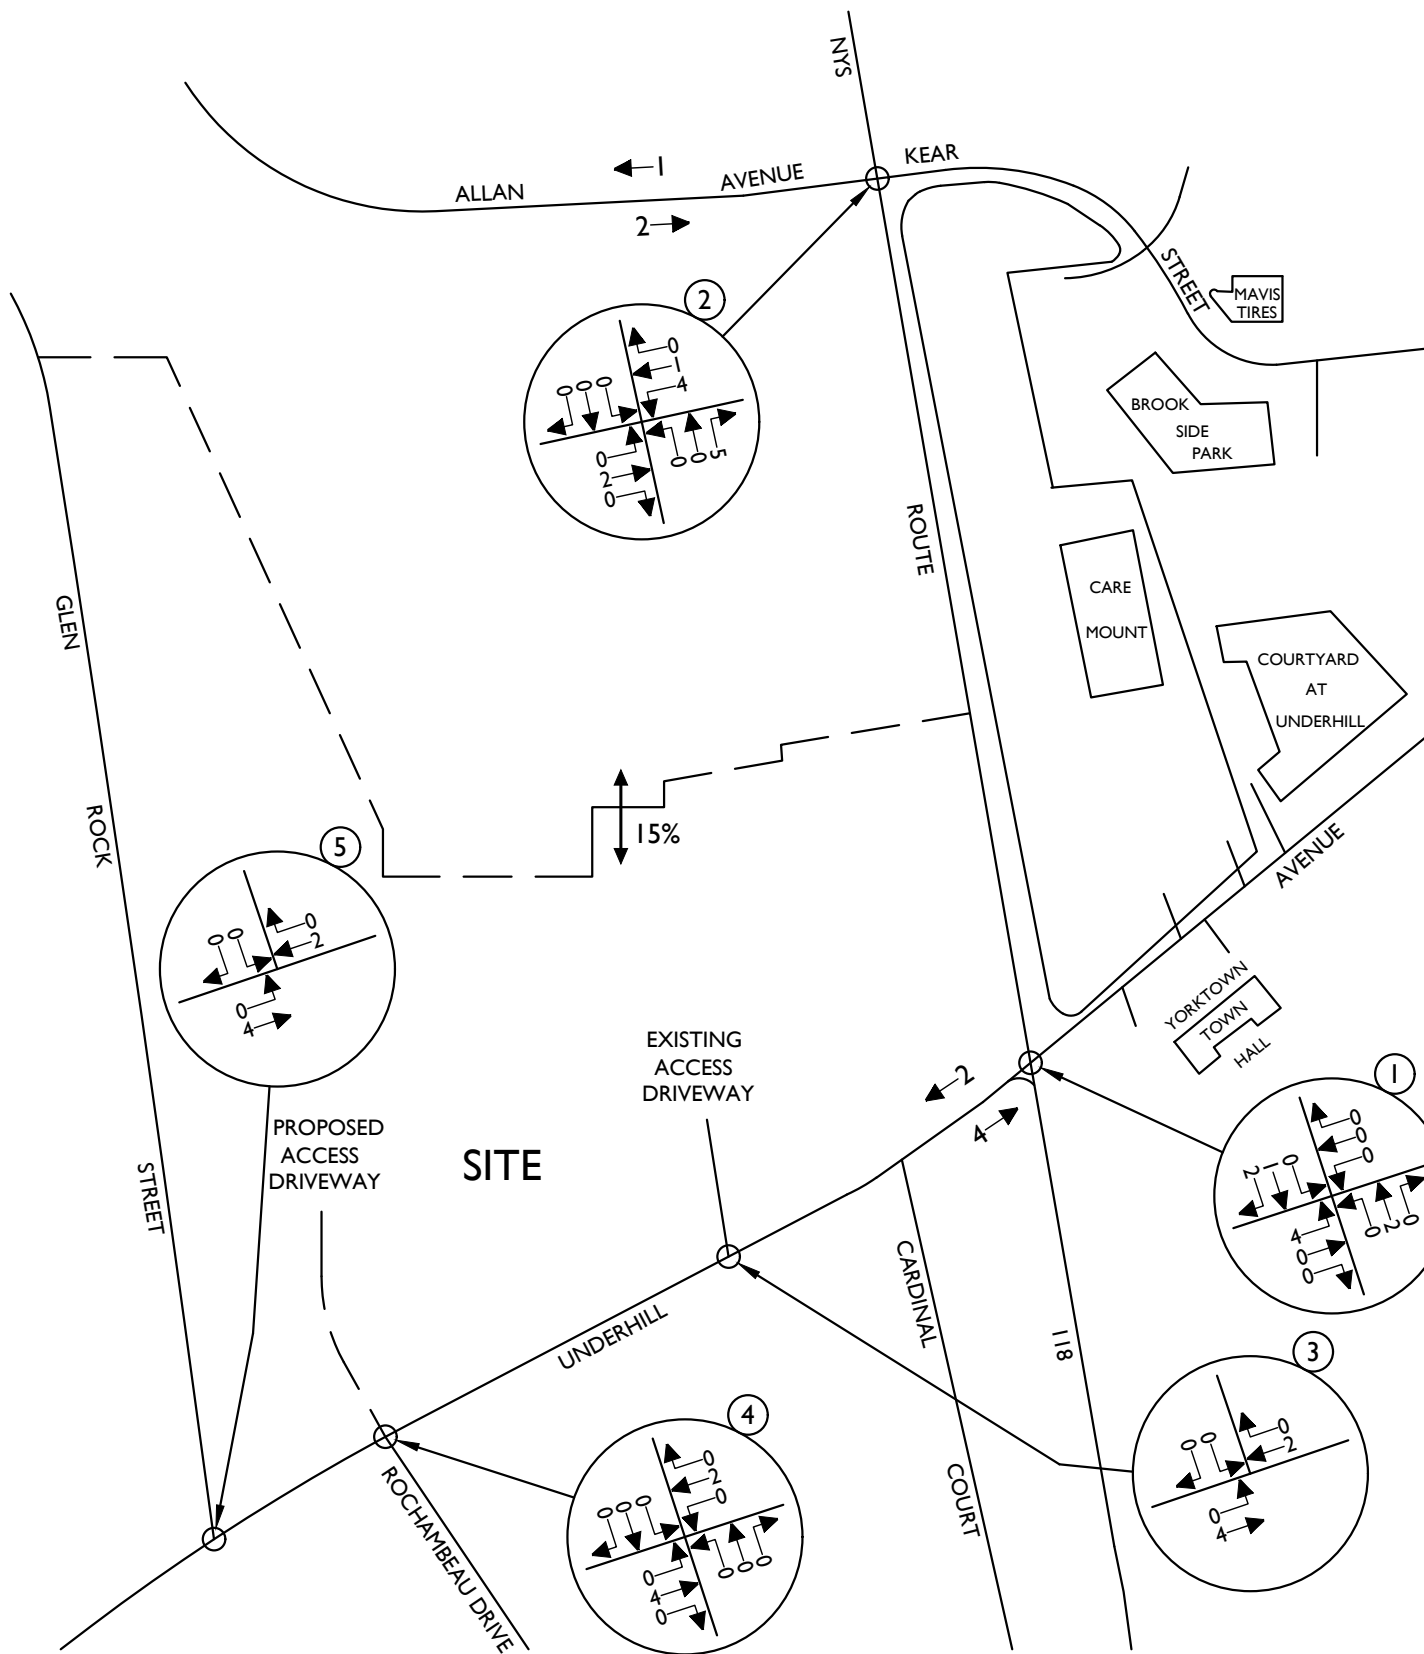 NYS
KEAR
1
AVENUE
ALLAN
2
STREET
MAVIS
TIRES
2
0
1
4
0 0 0
0
2
0
0 0 5
BROOK
SIDE
PARK
ROUTE
CARE
MOUNT
GLEN
COURTYARD
AT
UNDERHILL
ROCK
15%
AVENUE
5
0
2
0 0
0
4
YORKTOWN
TOWN
HALL
EXISTING
ACCESS
DRIVEWAY
2
4
1
0
0
0
2 1 0
4
0
0
0 2 0
PROPOSED
ACCESS
DRIVEWAY
SITE
STREET
CARDINAL
UNDERHILL
118
3
0
2
0 0
0
4
4
0
2
0
0 0 0
0
4
0
0 0 0
COURT
ROCHAMBEAU DRIVE